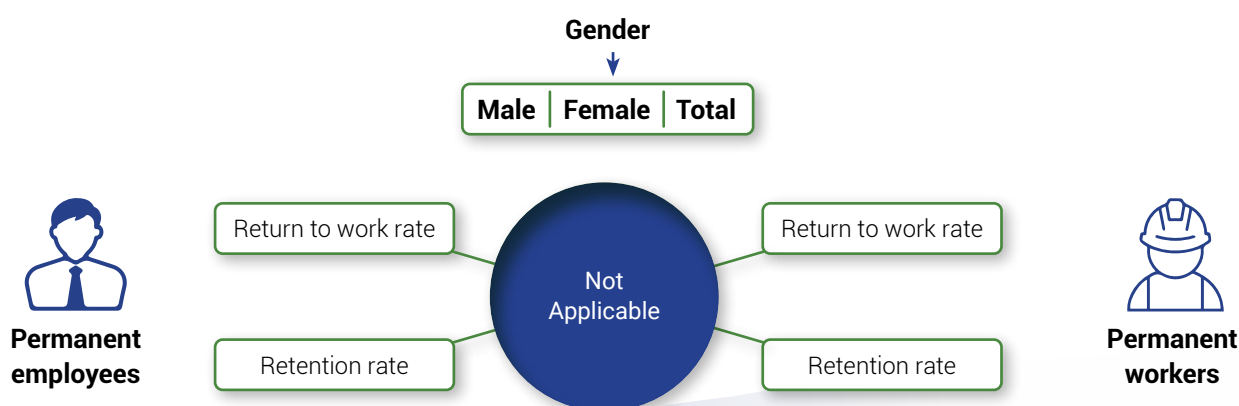 Gender
Male | Female | Total
Return to work rate
Return to work rate
Not
Applicable
Permanent
employees
Retention rate
Retention rate
Permanent
workers